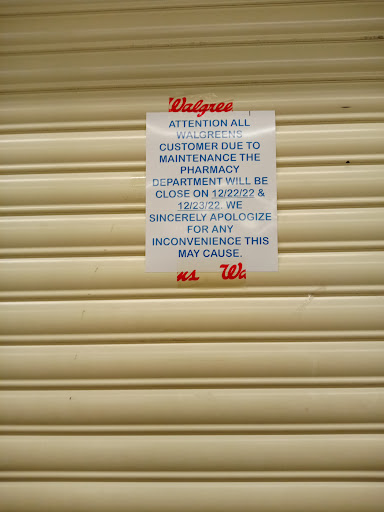 Walgree
ATTENTION ALL
WALGREENS
CUSTOMER DUE TO
MAINTENANCE THE
PHARMACY
DEPARTMENT WILL BE
CLOSE ON 12/22/22 &
12/23/22. WE
SINCERELY APOLOGIZE
FOR ANY
INCONVENIENCE THIS
MAY CAUSE.
ns Wa